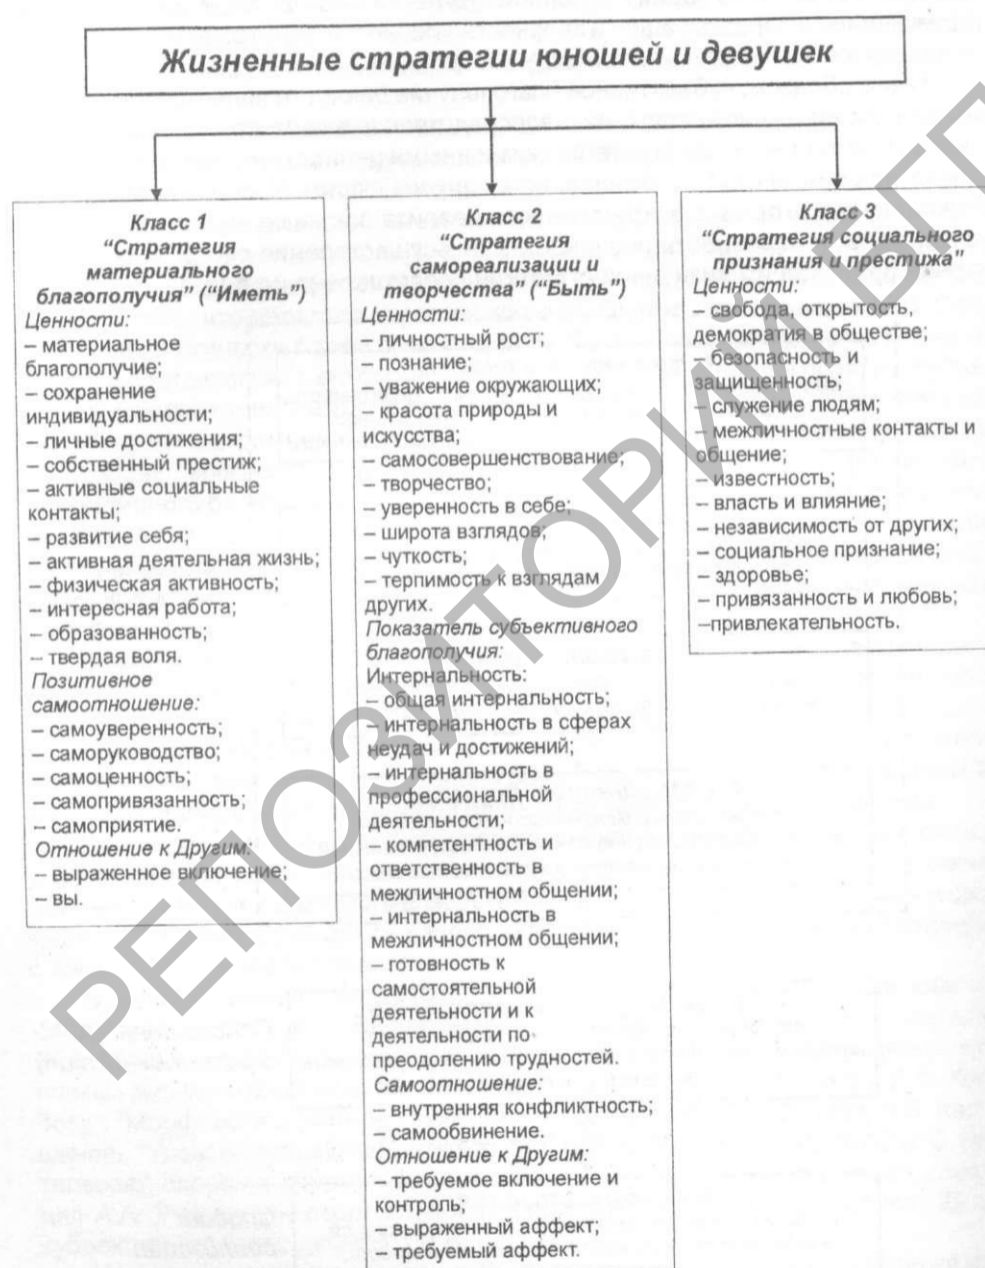 Жизненные стратегии юношей и девушек
Класс 1
“Стратегия
материального
благополучия” (“Иметь”)
Ценности:
– материальное
благополучие;
– сохранение
индивидуальности;
– личные достижения;
– собственный престиж;
– активные социальные
контакты;
– развитие себя;
– активная деятельная жизнь;
– физическая активность;
– интересная работа;
– образованность;
– твердая воля.
Позитивное
самоотношение:
– самоуверенность;
– саморуководство;
– самоценность;
– самопривязанность;
– самоприятие.
Отношение к Другим:
– выраженное включение;
– вы.
Класс 2
“Стратегия
самореализации и
творчества” (“Быть”)
Ценности:
– личностный рост;
– познание;
– уважение окружающих;
– красота природы и
искусства;
– самосовершенствование;
– творчество;
– уверенность в себе;
– широта взглядов;
– чуткость;
– терпимость к взглядам
других.
Показатель субъективного
благополучия:
Интернальность:
– общая интернальность;
– интернальность в сферах
неудач и достижений;
– интернальность в
профессиональной
деятельности;
– компетентность и
ответственность в
межличностном общении;
– интернальность в
межличностном общении;
– готовность к
самостоятельной
деятельности и к
деятельности по
преодолению трудностей.
Самоотношение:
– внутренняя конфликтность;
– самообвинение.
Отношение к Другим:
– требуемое включение и
контроль;
– выраженный аффект;
– требуемый аффект.
Класс 3
“Стратегия социального
признания и престижа”
Ценности:
– свобода, открытость,
демократия в обществе;
– безопасность и
защищенность;
– служение людям;
– межличностные контакты и
общение;
– известность;
– власть и влияние;
– независимость от других;
– социальное признание;
– здоровье;
– привязанность и любовь;
–привлекательность.
РЕПОЗИТОРИЙ